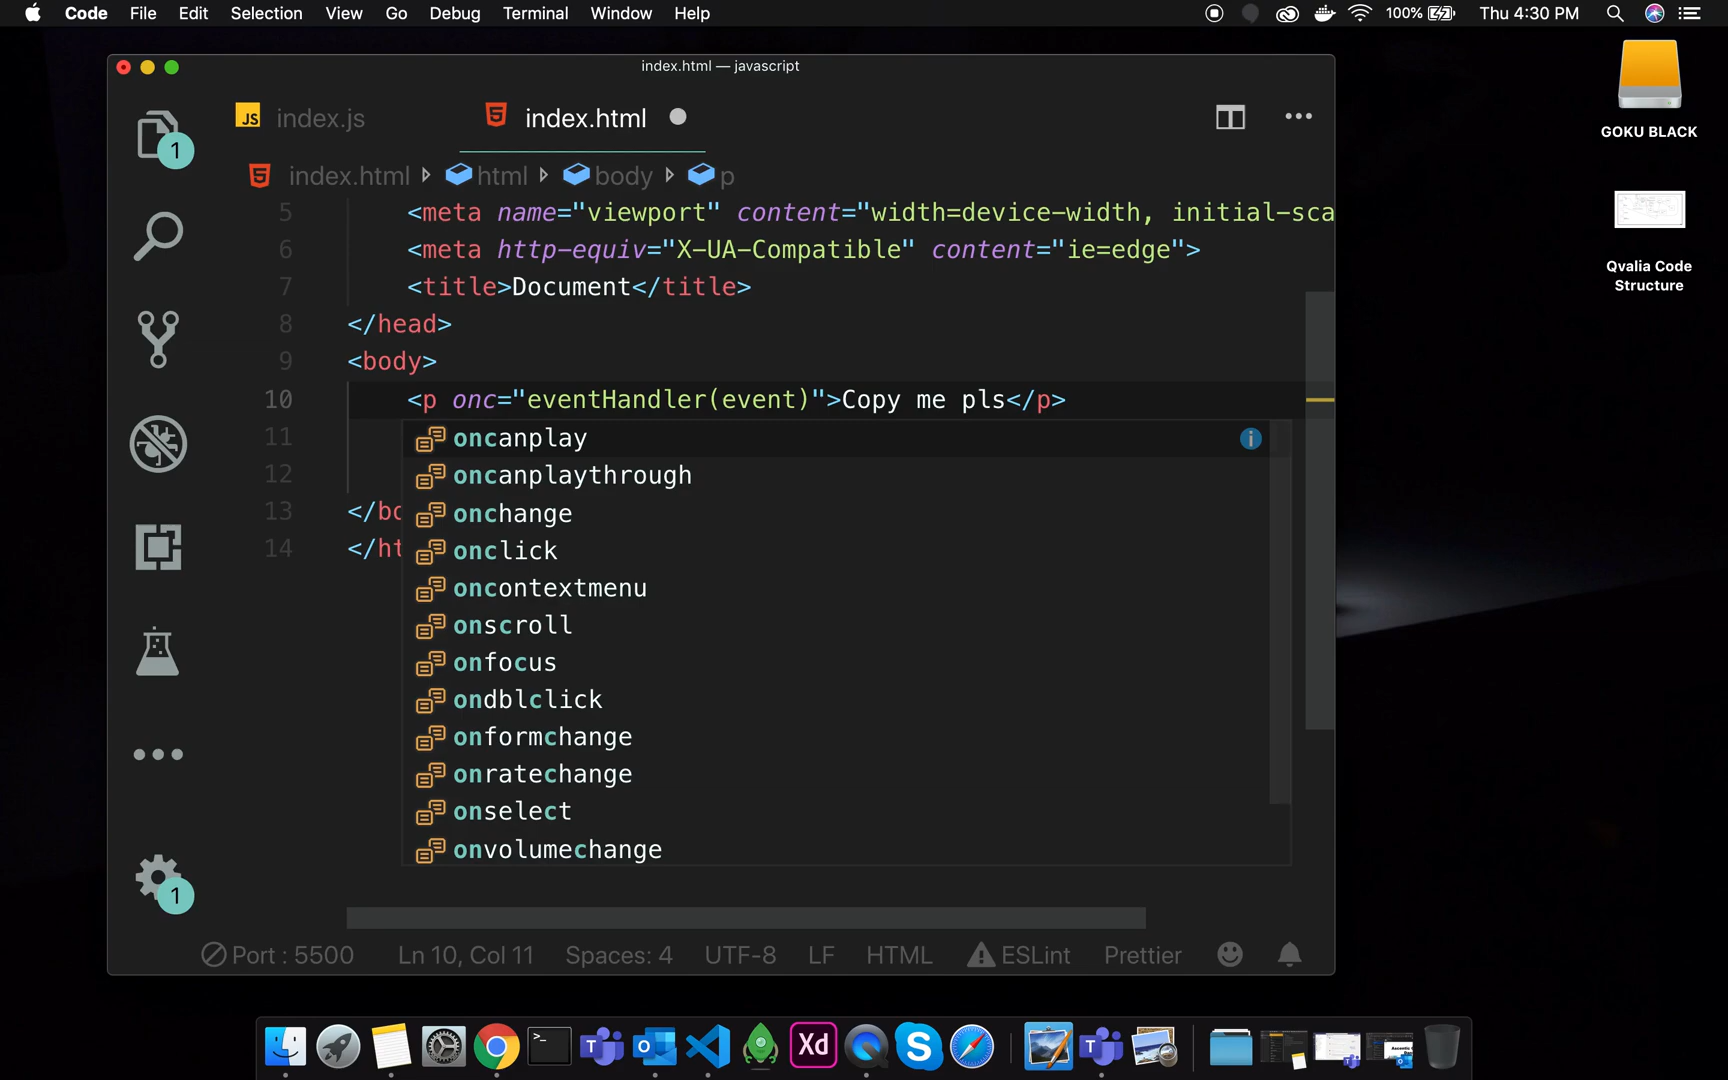 Code File Edit Selection View Go Debug Terminal Window Help 100% Thu 4:30 PM
index.html — javascript
GOKU BLACK
Qvalia Code
Structure
JS index.js index.html
index.html html body p
1
5 <meta name="viewport" content="width=device-width, initial-sca
6 <meta http-equiv="X-UA-Compatible" content="ie=edge">
7 <title>Document</title>
8 </head>
9 <body>
10 <p onc="eventHandler(event)">Copy me pls</p>
11
12
13 </bo
14 </ht
oncanplay
oncanplaythrough
onchange
onclick
oncontextmenu
onscroll
onfocus
ondblclick
onformchange
onratechange
onselect
onvolumechange
1
Port : 5500 Ln 10, Col 11 Spaces: 4 UTF-8 LF HTML ESLint Prettier
Xd